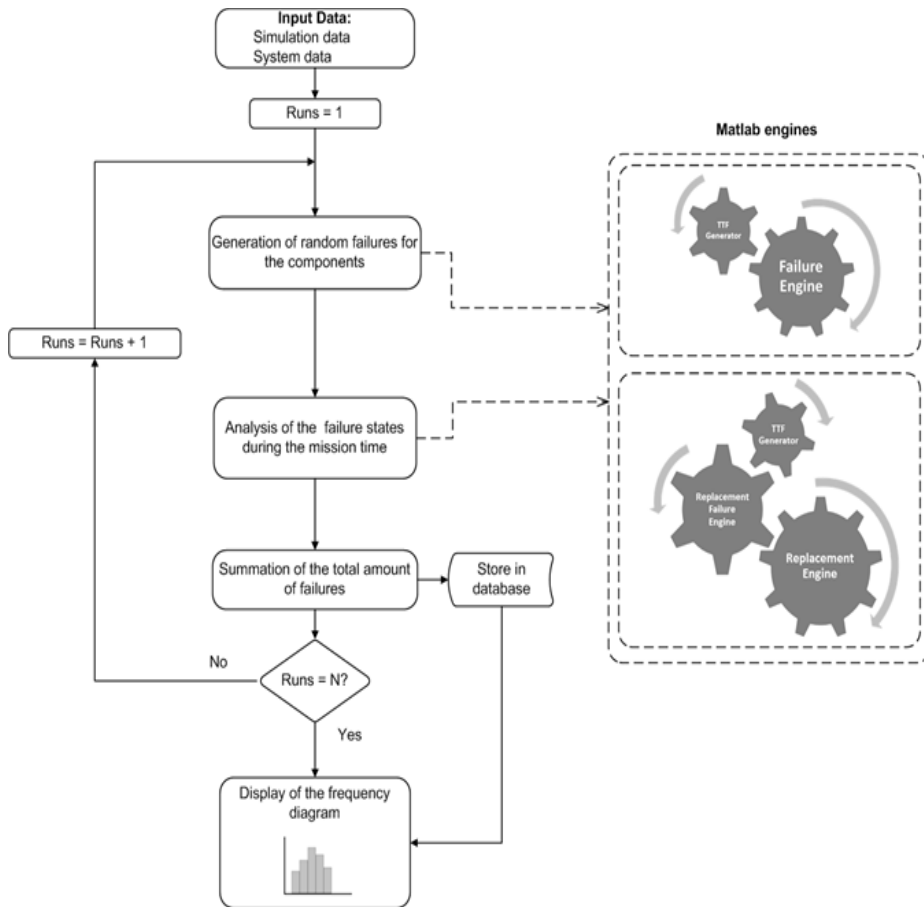 Input Data:
Simulation data
System data
Runs = 1
Generation of random failures for
the components
Runs = Runs + 1
Analysis of the failure states
during the mission time
Summation of the total amount
of failures
Store in
database
No
Runs = N?
Yes
Display of the frequency
diagram
Matlab engines
TTF
Generator
Failure
Engine
TTF
Generator
Replacement
Failure
Engine
Replacement
Engine